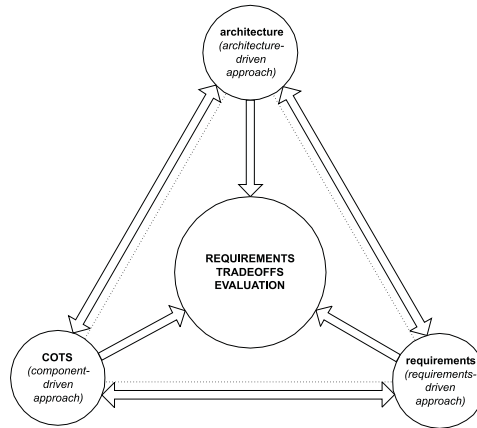 architecture
(architecture-
driven
approach)
REQUIREMENTS
TRADEOFFS
EVALUATION
COTS
(component-
driven
approach)
requirements
(requirements-
driven
approach)